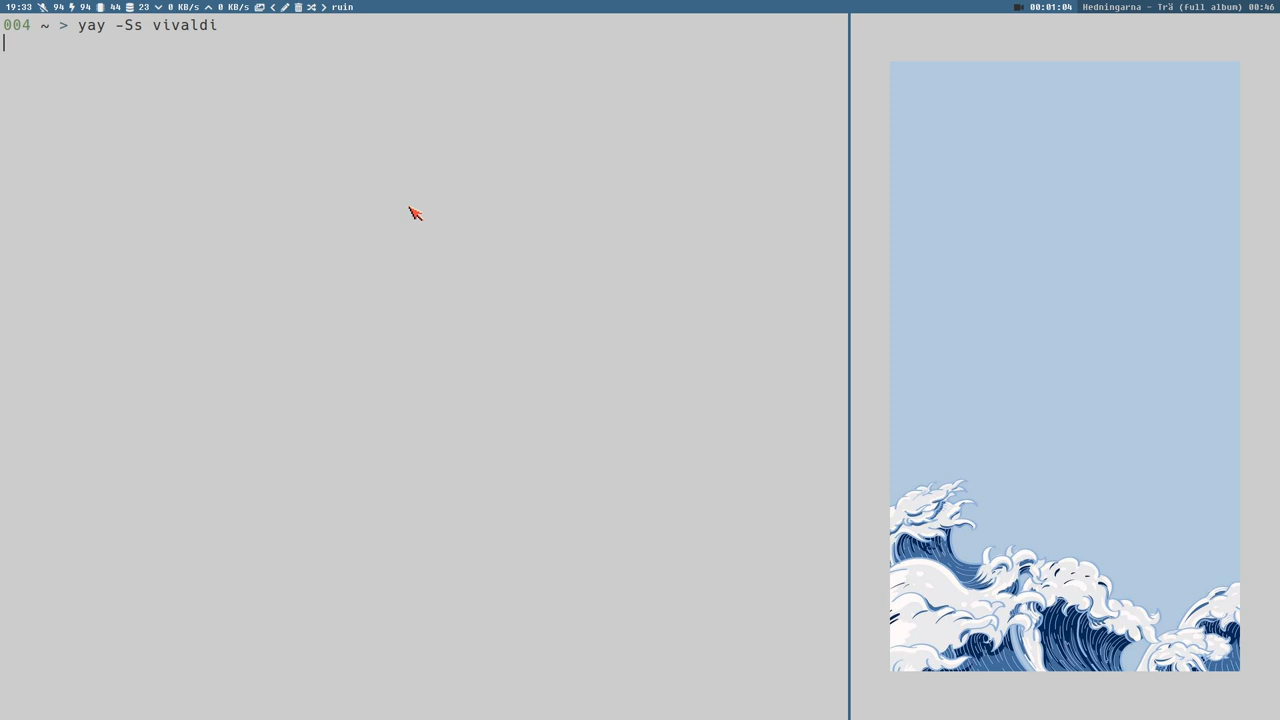 19:33 94 94 44 23 0 KB/s 0 KB/s ruin 00:01:04 Hedningarna – Trä (full album) 00:46
004 ~ > yay -Ss vivaldi